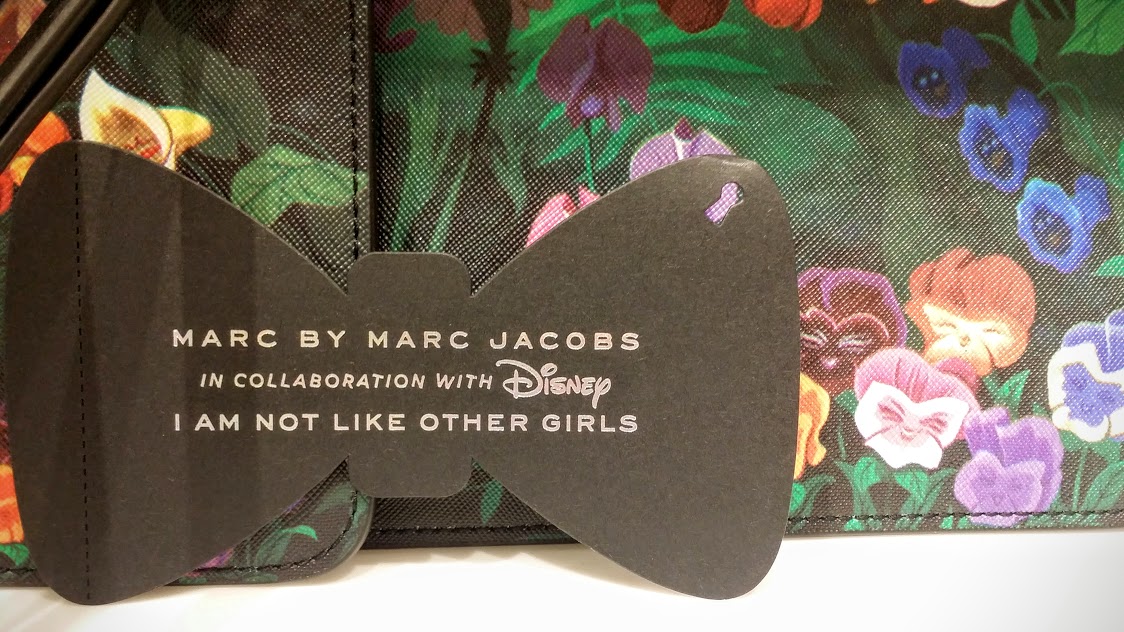 MARC BY MARC JACOBS
IN COLLABORATION WITH Disney
I AM NOT LIKE OTHER GIRLS